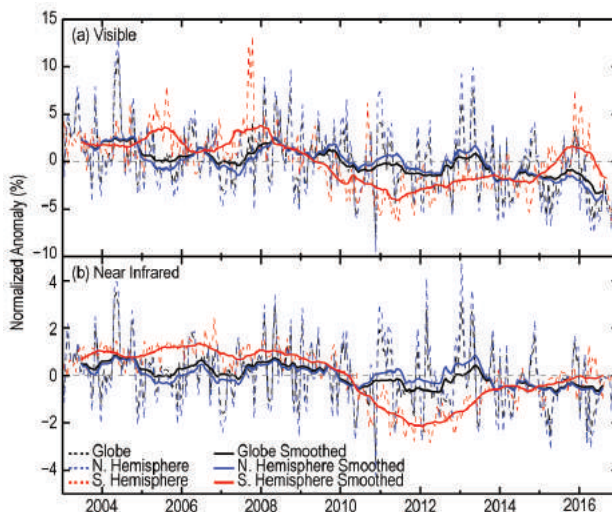 15
(a) Visible
10
5
0
−5
−10
Normalized Anomaly (%)
(b) Near Infrared
4
2
0
−2
−4
Globe
N. Hemisphere
S. Hemisphere
Globe Smoothed
N. Hemisphere Smoothed
S. Hemisphere Smoothed
2004 2006 2008 2010 2012 2014 2016